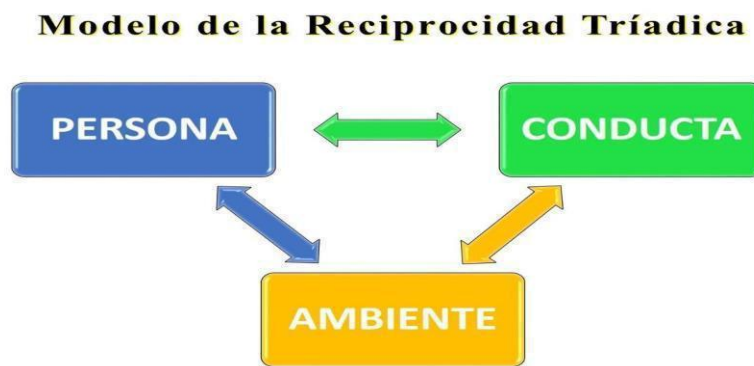 Modelo de la Reciprocidad Tríadica
PERSONA
CONDUCTA
AMBIENTE